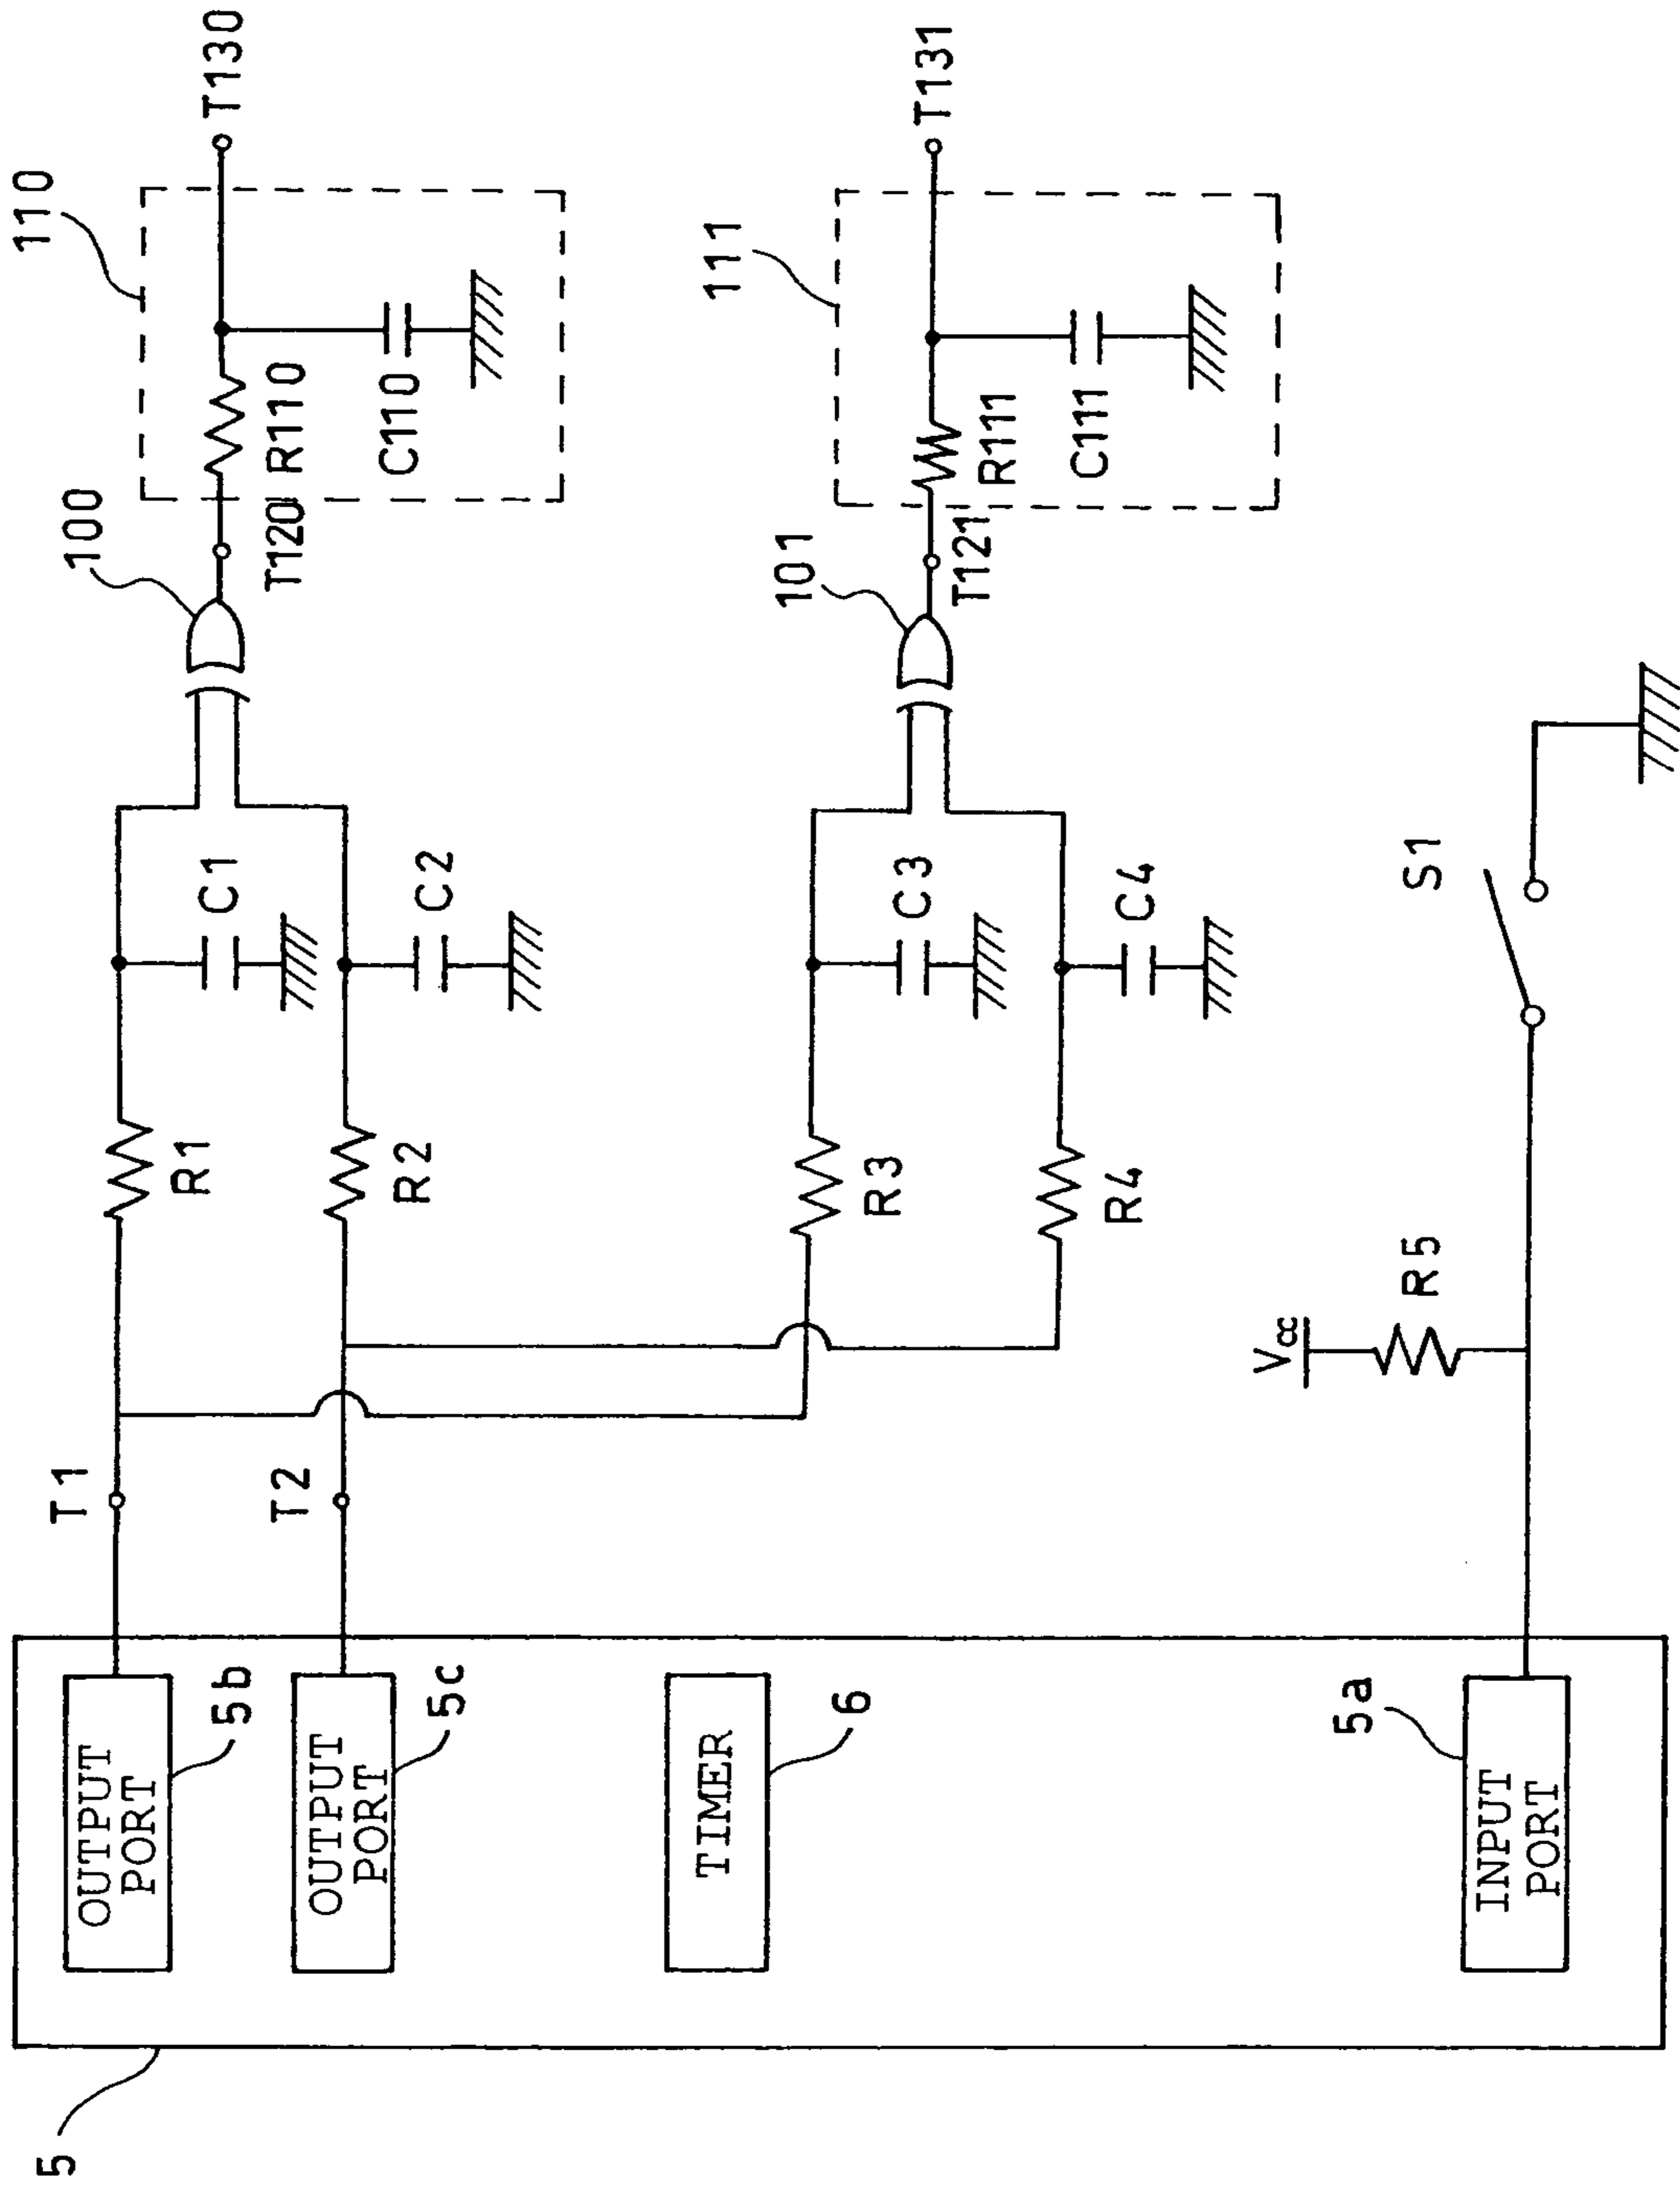 5
OUTPUT
PORT
5b
OUTPUT
PORT
5c
TIMER
6
INPUT
PORT
5a
T1
T2
R1
C1
R2
C2
R3
C3
R4
C4
Vcc
R5
S1
100
T120
R110
C110
110
T130
101
T121
R111
C111
111
T131